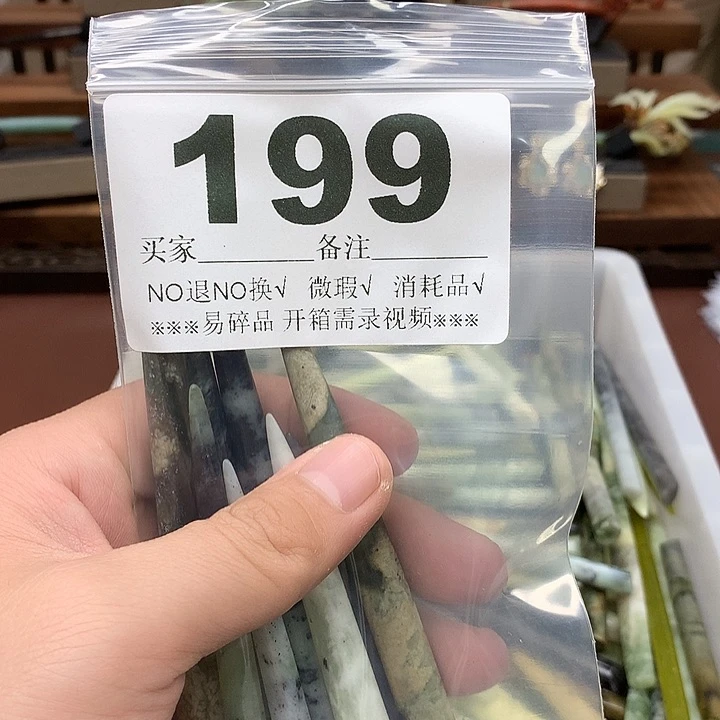 199
买家________备注________
NO退NO换√ 微瑕√ 消耗品√
※※※易碎品 开箱需录视频※※※